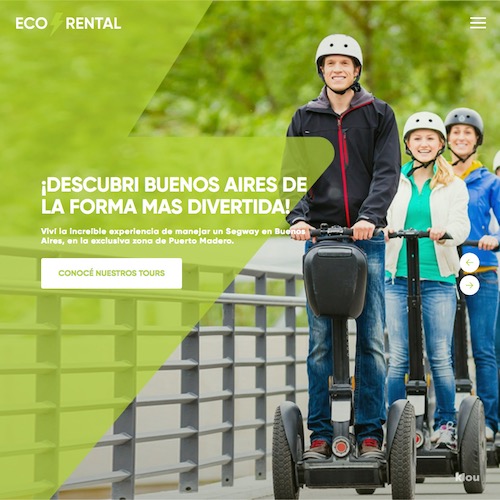 ECO RENTAL
¡DESCUBRI BUENOS AIRES DE
LA FORMA MAS DIVERTIDA!
Viví la increíble experiencia de manejar un Segway en Buenos
Aires, en la exclusiva zona de Puerto Madero.
CONOCÉ NUESTROS TOURS